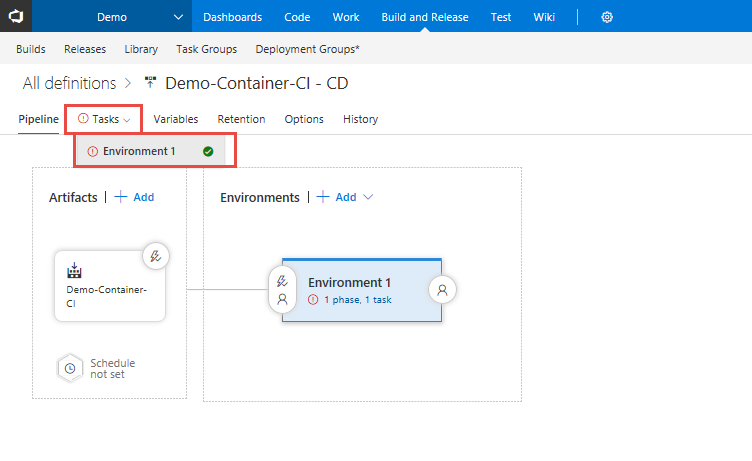 Demo Dashboards Code Work Build and Release Test Wiki
Builds Releases Library Task Groups Deployment Groups*
All definitions > Demo-Container-CI - CD
Pipeline Tasks Variables Retention Options History
Environment 1
Artifacts | + Add Environments | + Add
Demo-Container-
CI
Environment 1
1 phase, 1 task
Schedule
not set